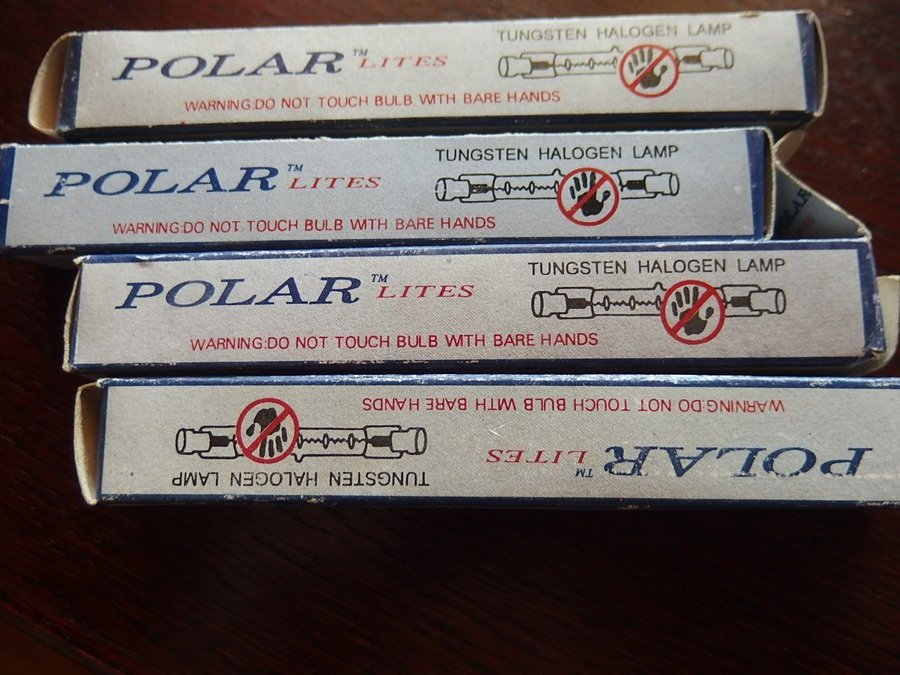 TUNGSTEN HALOGEN LAMP
POLAR™ LITES
WARNING:DO NOT TOUCH BULB WITH BARE HANDS
TUNGSTEN HALOGEN LAMP
POLAR™ LITES
WARNING:DO NOT TOUCH BULB WITH BARE HANDS
POLAR
TUNGSTEN HALOGEN LAMP
POLAR™ LITES
WARNING:DO NOT TOUCH BULB WITH BARE HANDS
TUNGSTEN HALOGEN LAMP
POLAR™ LITES
WARNING:DO NOT TOUCH BULB WITH BARE HANDS